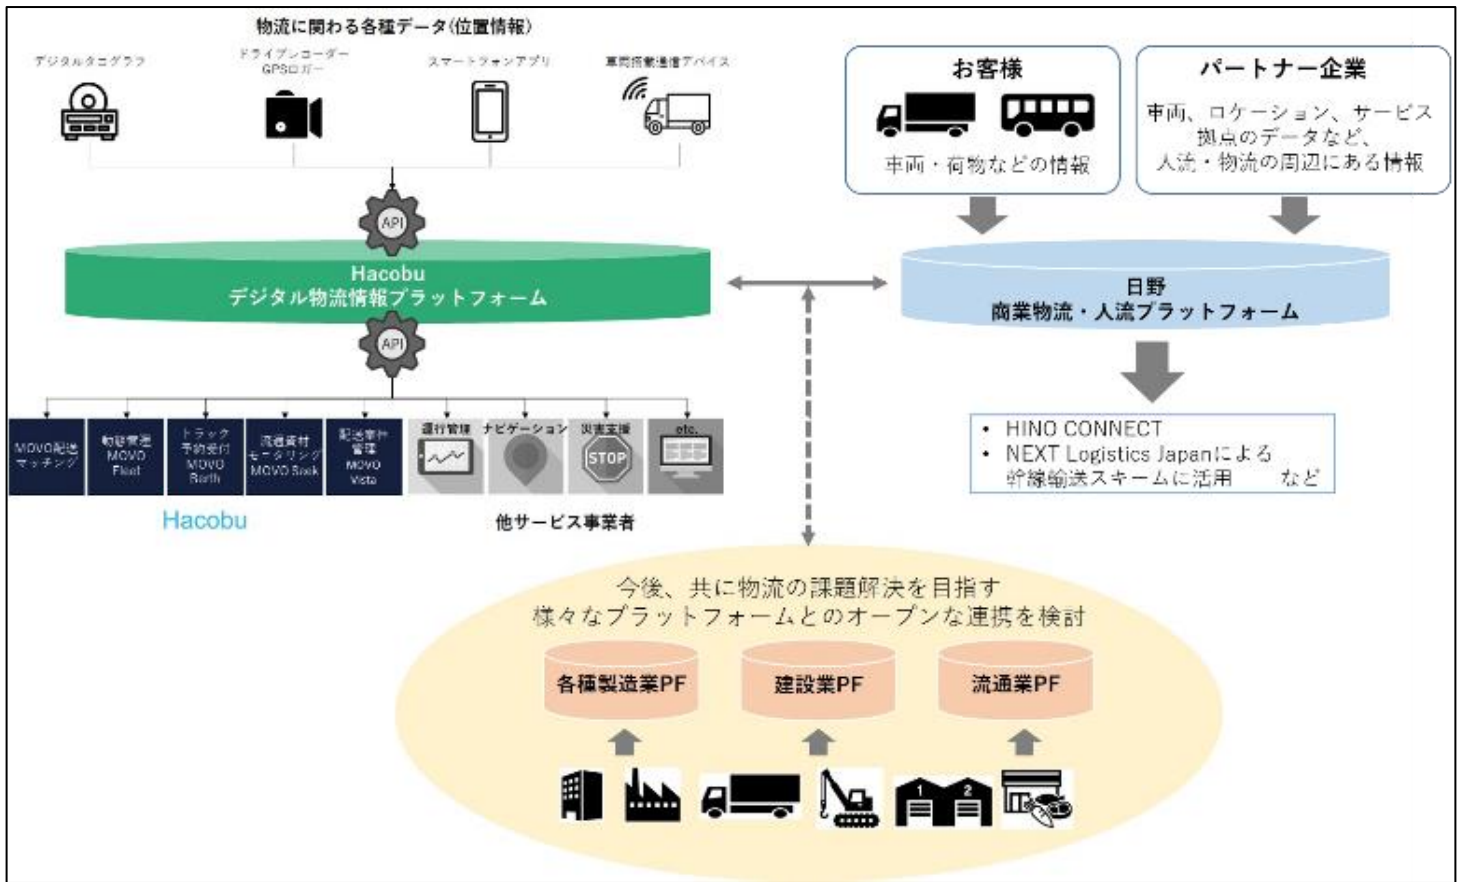 物流に関わる各種データ(位置情報)
デジタルタコグラフ
ドライブレコーダー
GPSロガー
スマートフォンアプリ
車両搭載通信デバイス
API
Hacobu
デジタル物流情報プラットフォーム
API
MOVO配送
マッチング
動態管理
MOVO
Fleet
トラック
予約受付
MOVO
Berth
流通資材
モニタリング
MOVO Seek
配送案件
管理
MOVO
Vista
運行管理
ナビゲーション
災害支援
STOP
etc.
Hacobu
他サービス事業者
お客様
車両・荷物などの情報
パートナー企業
車両、ロケーション、サービス
拠点のデータなど、
人流・物流の周辺にある情報
日野
商業物流・人流プラットフォーム
• HINO CONNECT
• NEXT Logistics Japanによる
幹線輸送スキームに活用 など
今後、共に物流の課題解決を目指す
様々なプラットフォームとのオープンな連携を検討
各種製造業PF
建設業PF
流通業PF
1 2